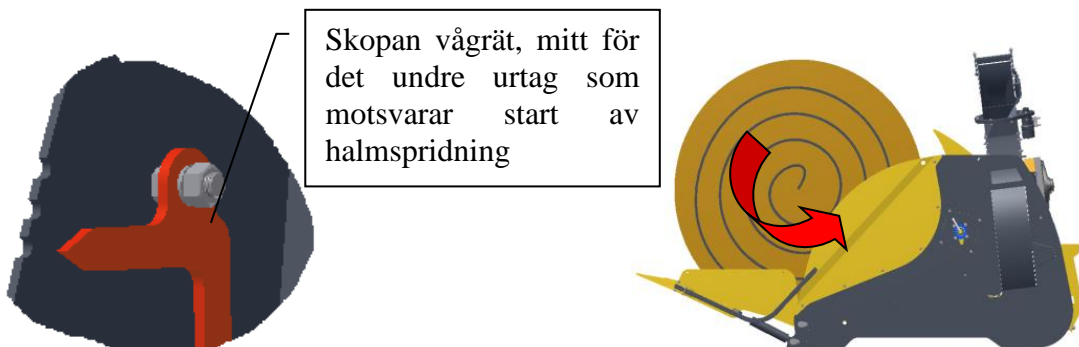 Skopan vågrät, mitt för
det undre urtag som
motsvarar start av
halmspridning